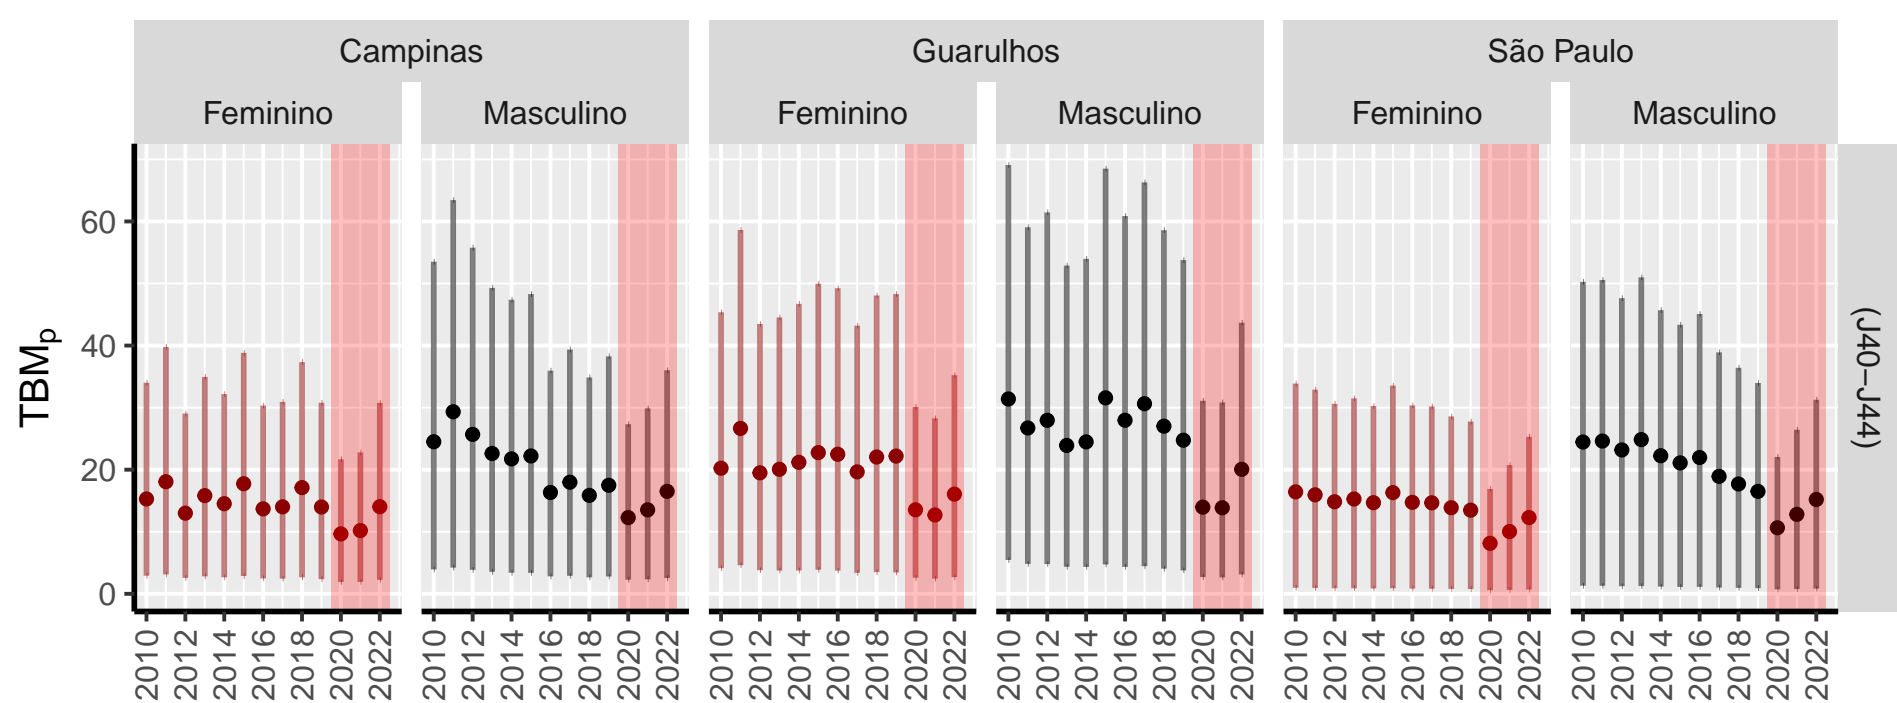 Campinas Guarulhos São Paulo
Feminino Masculino Feminino Masculino Feminino Masculino
TBMp
60
40
20
0
(J40–J44)
2010 2012 2014 2016 2018 2020 2022 2010 2012 2014 2016 2018 2020 2022 2010 2012 2014 2016 2018 2020 2022 2010 2012 2014 2016 2018 2020 2022 2010 2012 2014 2016 2018 2020 2022 2010 2012 2014 2016 2018 2020 2022